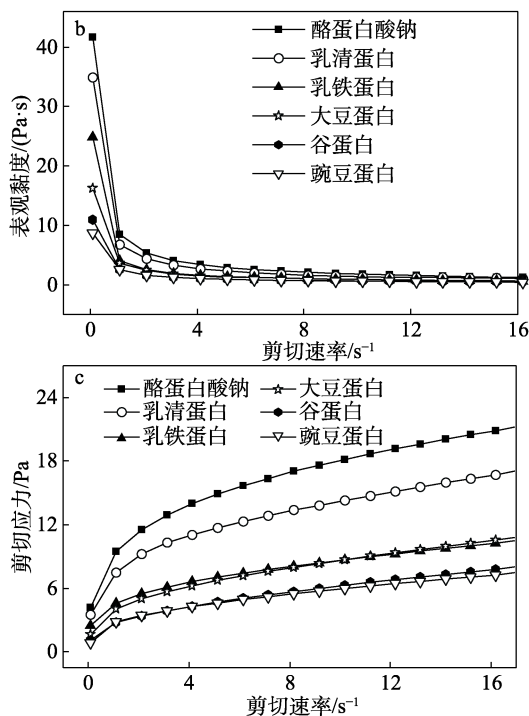 b
酪蛋白酸钠
乳清蛋白
乳铁蛋白
大豆蛋白
谷蛋白
豌豆蛋白
表观黏度/(Pa·s)
40
30
20
10
0
0 4 8 12 16
剪切速率/s⁻¹
c
酪蛋白酸钠 大豆蛋白
乳清蛋白 谷蛋白
乳铁蛋白 豌豆蛋白
剪切应力/Pa
24
18
12
6
0
0 4 8 12 16
剪切速率/s⁻¹